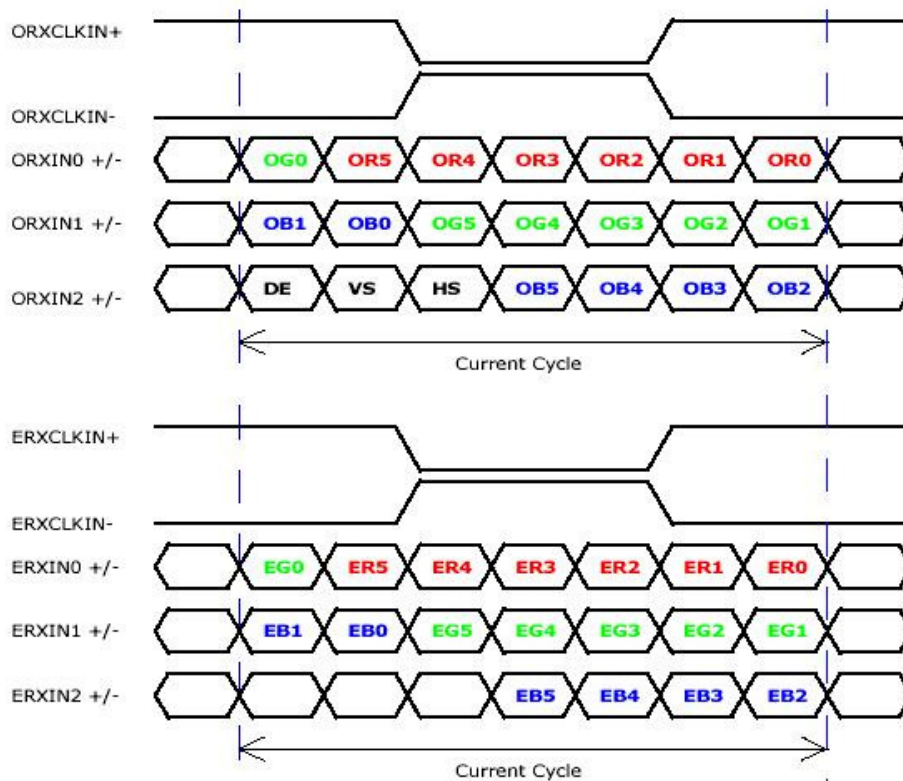 ORXCLKIN+
ORXCLKIN-
ORXIN0 +/- OG0 OR5 OR4 OR3 OR2 OR1 OR0
ORXIN1 +/- OB1 OB0 OG5 OG4 OG3 OG2 OG1
ORXIN2 +/- DE VS HS OB5 OB4 OB3 OB2
Current Cycle
ERXCLKIN+
ERXCLKIN-
ERXIN0 +/- EG0 ER5 ER4 ER3 ER2 ER1 ER0
ERXIN1 +/- EB1 EB0 EG5 EG4 EG3 EG2 EG1
ERXIN2 +/- EB5 EB4 EB3 EB2
Current Cycle